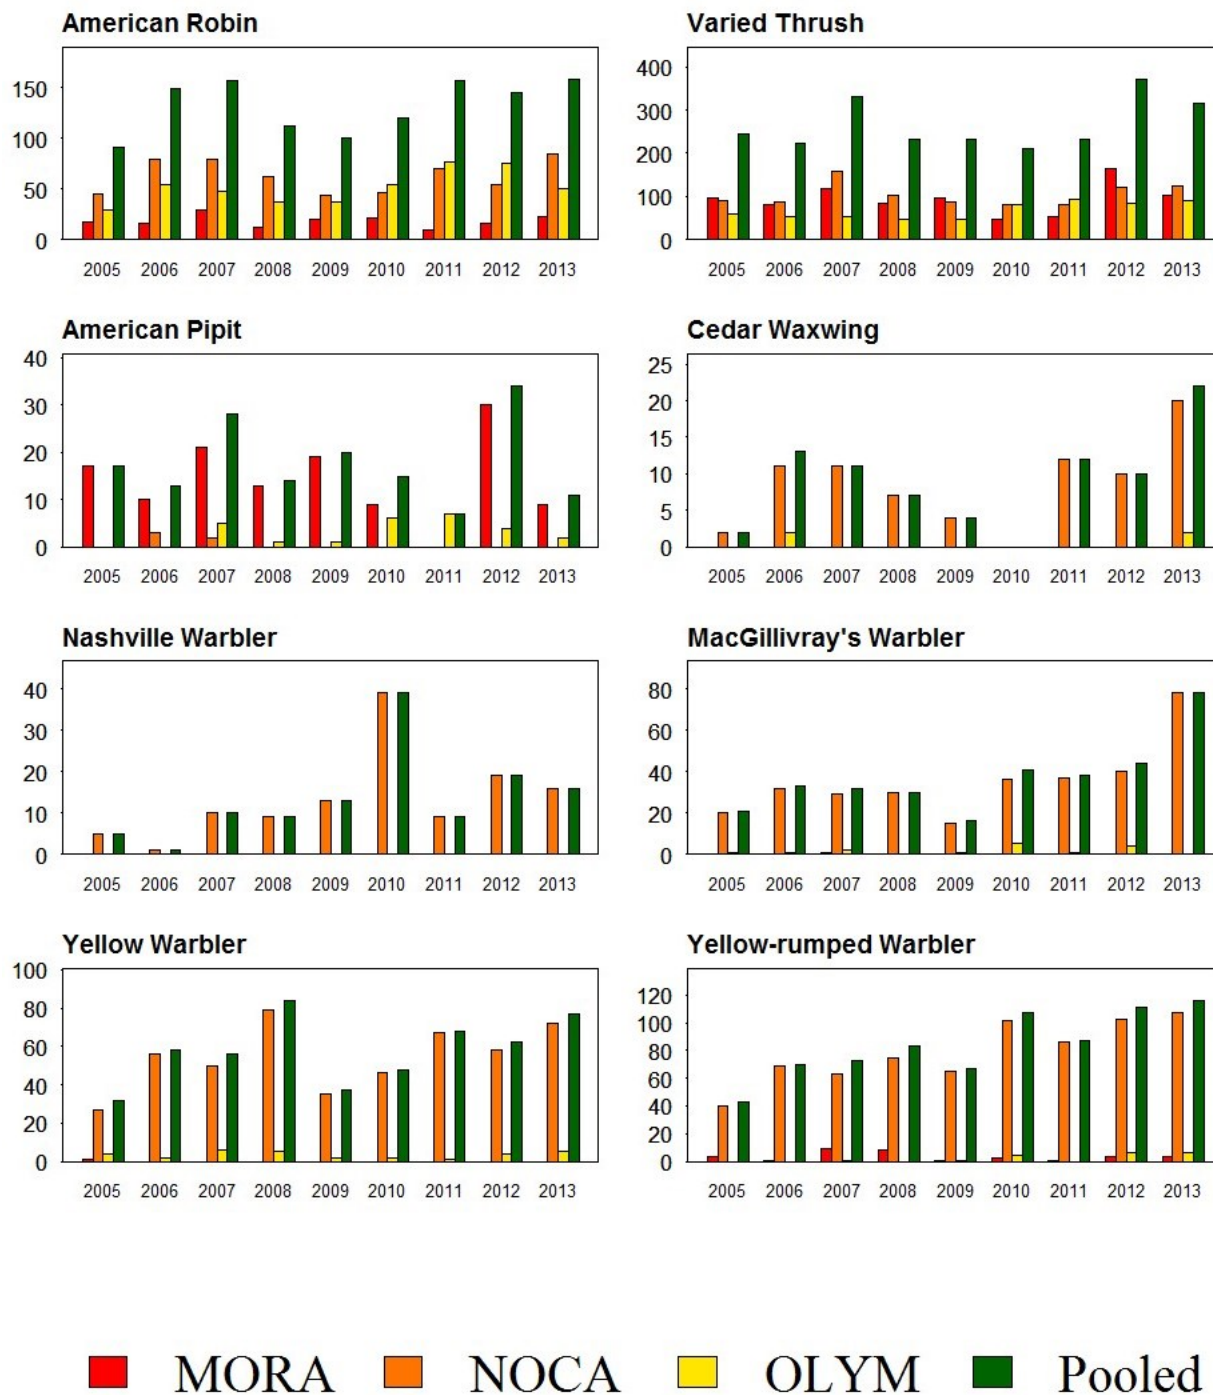 American Robin
150
100
50
0
2005 2006 2007 2008 2009 2010 2011 2012 2013
Varied Thrush
400
300
200
100
0
2005 2006 2007 2008 2009 2010 2011 2012 2013
American Pipit
40
30
20
10
0
2005 2006 2007 2008 2009 2010 2011 2012 2013
Cedar Waxwing
25
20
15
10
5
0
2005 2006 2007 2008 2009 2010 2011 2012 2013
Nashville Warbler
40
30
20
10
0
2005 2006 2007 2008 2009 2010 2011 2012 2013
MacGillivray's Warbler
80
60
40
20
0
2005 2006 2007 2008 2009 2010 2011 2012 2013
Yellow Warbler
100
80
60
40
20
0
2005 2006 2007 2008 2009 2010 2011 2012 2013
Yellow-rumped Warbler
120
100
80
60
40
20
0
2005 2006 2007 2008 2009 2010 2011 2012 2013
MORA NOCA OLYM Pooled